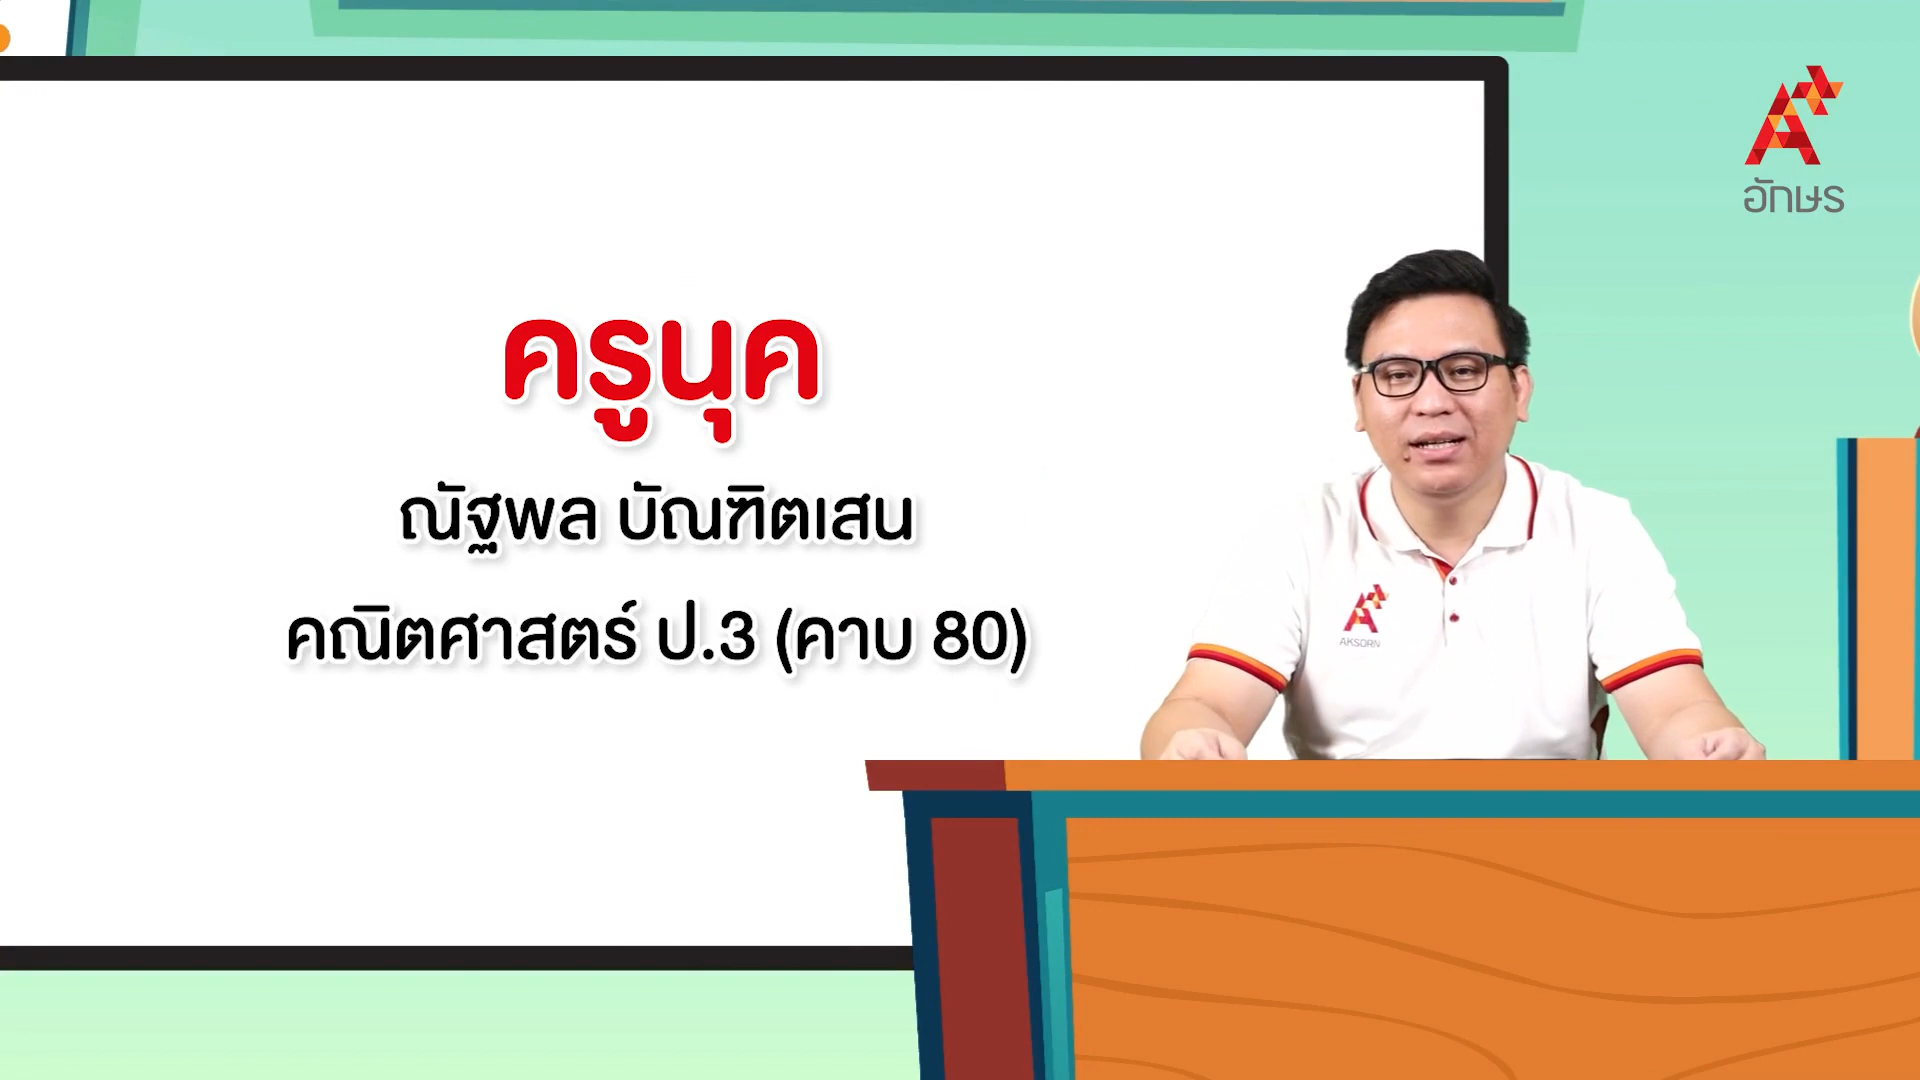 อักษร
ครูนุค
ณัฐพล บัณฑิตเสน
คณิตศาสตร์ ป.3 (คาบ 80)
AKSORN